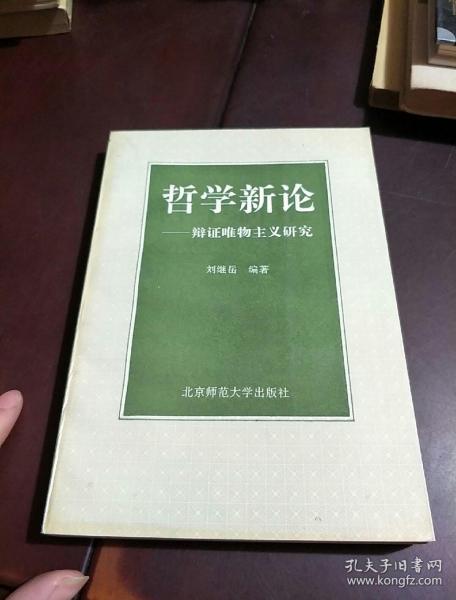 哲学新论
——辩证唯物主义研究
刘继岳 编著
北京师范大学出版社
孔夫子旧书网
www.kongfz.com